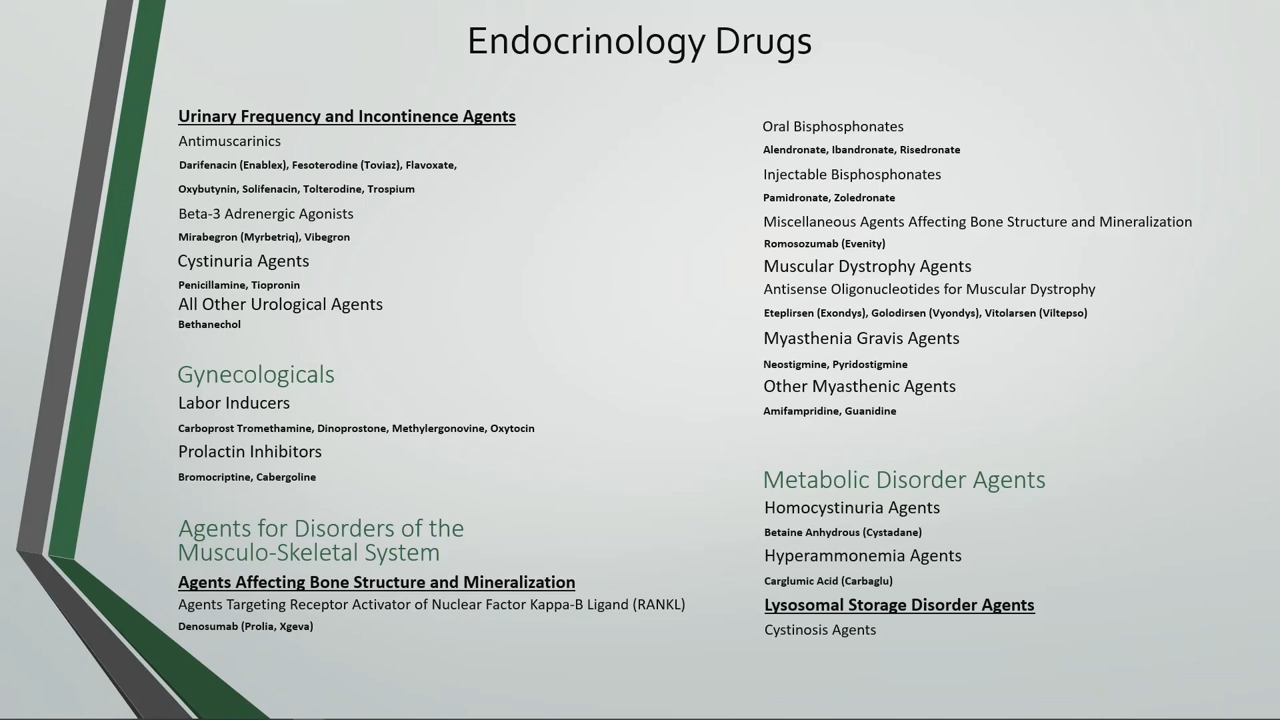 Endocrinology Drugs
Urinary Frequency and Incontinence Agents
Antimuscarinics
Darifenacin (Enablex), Fesoterodine (Toviaz), Flavoxate,
Oxybutynin, Solifenacin, Tolterodine, Trospium
Beta-3 Adrenergic Agonists
Mirabegron (Myrbetriq), Vibegron
Cystinuria Agents
Penicillamine, Tiopronin
All Other Urological Agents
Bethanechol
Gynecologicals
Labor Inducers
Carboprost Tromethamine, Dinoprostone, Methylergonovine, Oxytocin
Prolactin Inhibitors
Bromocriptine, Cabergoline
Agents for Disorders of the
Musculo-Skeletal System
Agents Affecting Bone Structure and Mineralization
Agents Targeting Receptor Activator of Nuclear Factor Kappa-B Ligand (RANKL)
Denosumab (Prolia, Xgeva)
Oral Bisphosphonates
Alendronate, Ibandronate, Risedronate
Injectable Bisphosphonates
Pamidronate, Zoledronate
Miscellaneous Agents Affecting Bone Structure and Mineralization
Romosozumab (Evenity)
Muscular Dystrophy Agents
Antisense Oligonucleotides for Muscular Dystrophy
Eteplirsen (Exondys), Golodirsen (Vyondys), Vitolarsen (Viltepso)
Myasthenia Gravis Agents
Neostigmine, Pyridostigmine
Other Myasthenic Agents
Amifampridine, Guanidine
Metabolic Disorder Agents
Homocystinuria Agents
Betaine Anhydrous (Cystadane)
Hyperammonemia Agents
Carglumic Acid (Carbaglu)
Lysosomal Storage Disorder Agents
Cystinosis Agents